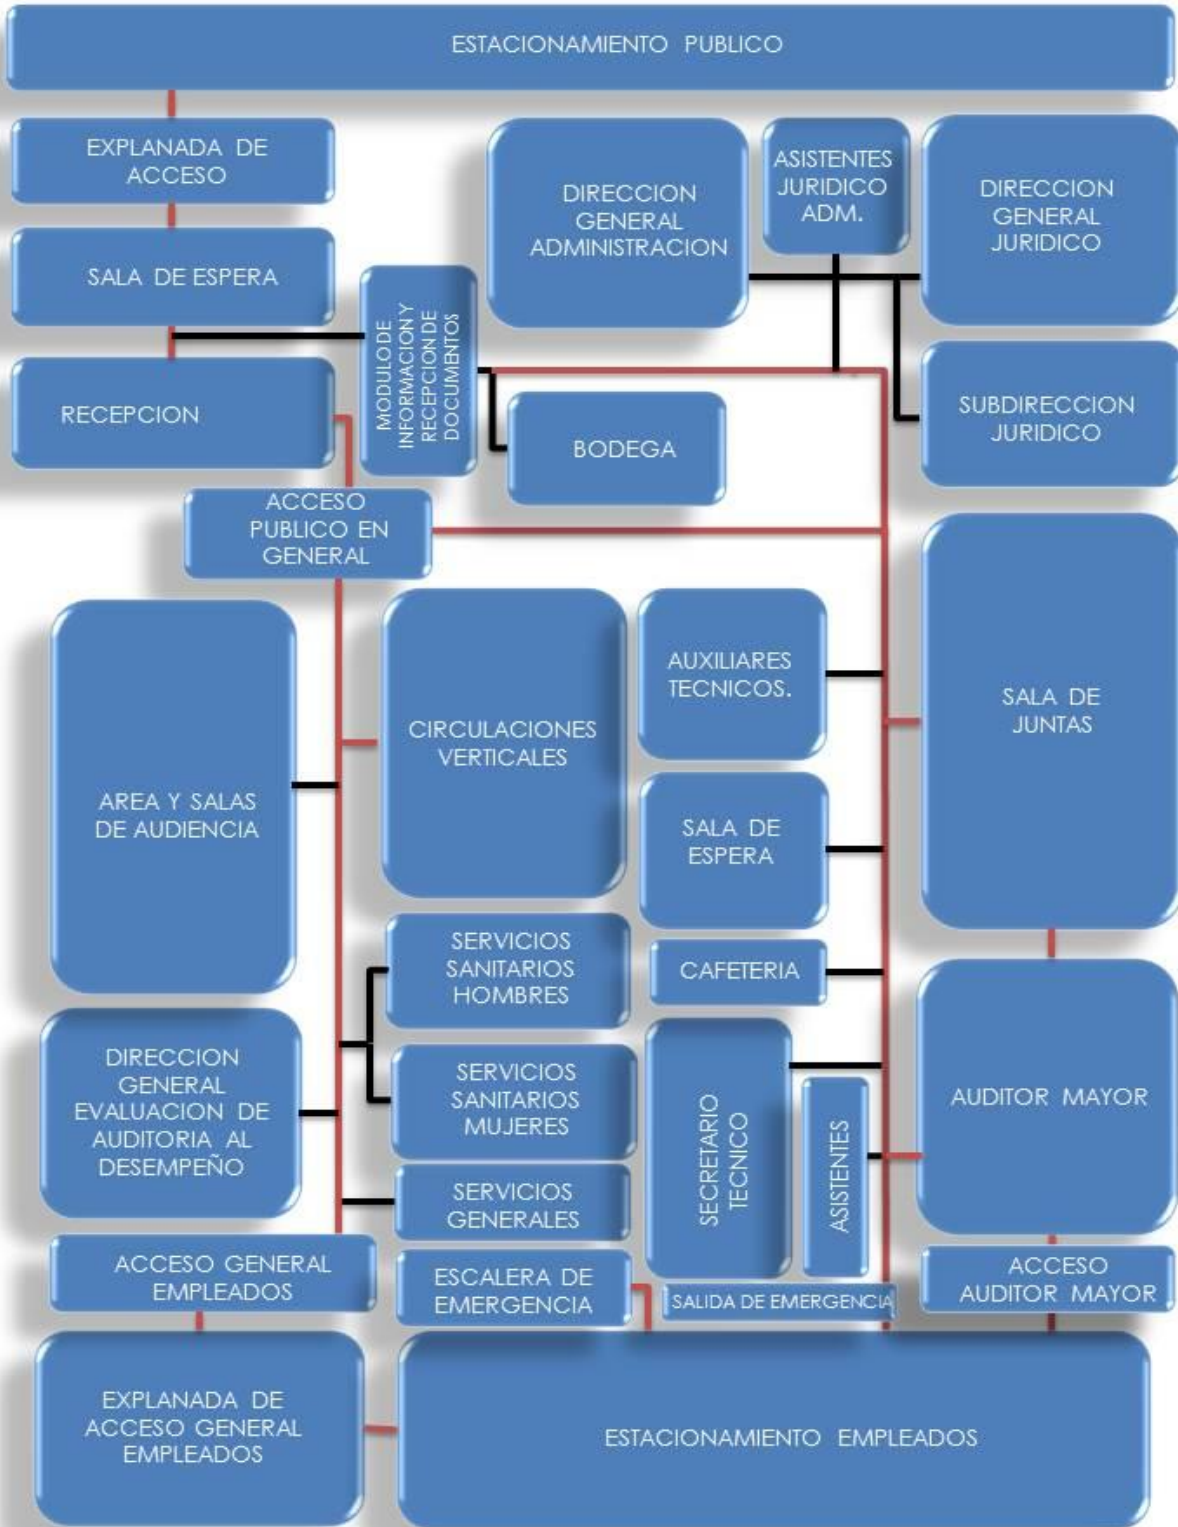 ESTACIONAMIENTO PUBLICO
EXPLANADA DE
ACCESO
DIRECCION
GENERAL
ADMINISTRACION
ASISTENTES
JURIDICO
ADM.
DIRECCION
GENERAL
JURIDICO
SALA DE ESPERA
MODULO DE
INFORMACION Y
RECEPCION DE
DOCUMENTOS
RECEPCION
BODEGA
SUBDIRECCION
JURIDICO
ACCESO
PUBLICO EN
GENERAL
AREA Y SALAS
DE AUDIENCIA
CIRCULACIONES
VERTICALES
AUXILIARES
TECNICOS.
SALA DE
JUNTAS
SALA DE
ESPERA
SERVICIOS
SANITARIOS
HOMBRES
CAFETERIA
DIRECCION
GENERAL
EVALUACION DE
AUDITORIA AL
DESEMPEÑO
SERVICIOS
SANITARIOS
MUJERES
SECRETARIO
TECNICO
ASISTENTES
AUDITOR MAYOR
SERVICIOS
GENERALES
ACCESO GENERAL
EMPLEADOS
ESCALERA DE
EMERGENCIA
SALIDA DE EMERGENCIA
ACCESO
AUDITOR MAYOR
EXPLANADA DE
ACCESO GENERAL
EMPLEADOS
ESTACIONAMIENTO EMPLEADOS